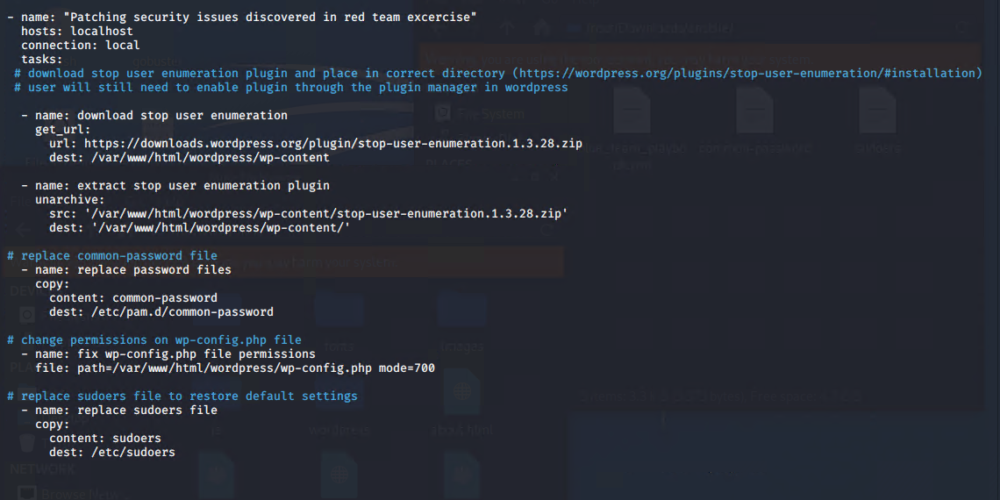 - name: "Patching security issues discovered in red team excercise"
  hosts: localhost
  connection: local
  tasks:
 # download stop user enumeration plugin and place in correct directory (https://wordpress.org/plugins/stop-user-enumeration/#installation)
 # user will still need to enable plugin through the plugin manager in wordpress
  - name: download stop user enumeration
    get_url:
      url: https://downloads.wordpress.org/plugin/stop-user-enumeration.1.3.28.zip
      dest: /var/www/html/wordpress/wp-content
  - name: extract stop user enumeration plugin
    unarchive:
      src: '/var/www/html/wordpress/wp-content/stop-user-enumeration.1.3.28.zip'
      dest: '/var/www/html/wordpress/wp-content/'
# replace common-password file
  - name: replace password files
    copy:
      content: common-password
      dest: /etc/pam.d/common-password
# change permissions on wp-config.php file
  - name: fix wp-config.php file permissions
    file: path=/var/www/html/wordpress/wp-config.php mode=700
# replace sudoers file to restore default settings
  - name: replace sudoers file
    copy:
      content: sudoers
      dest: /etc/sudoers